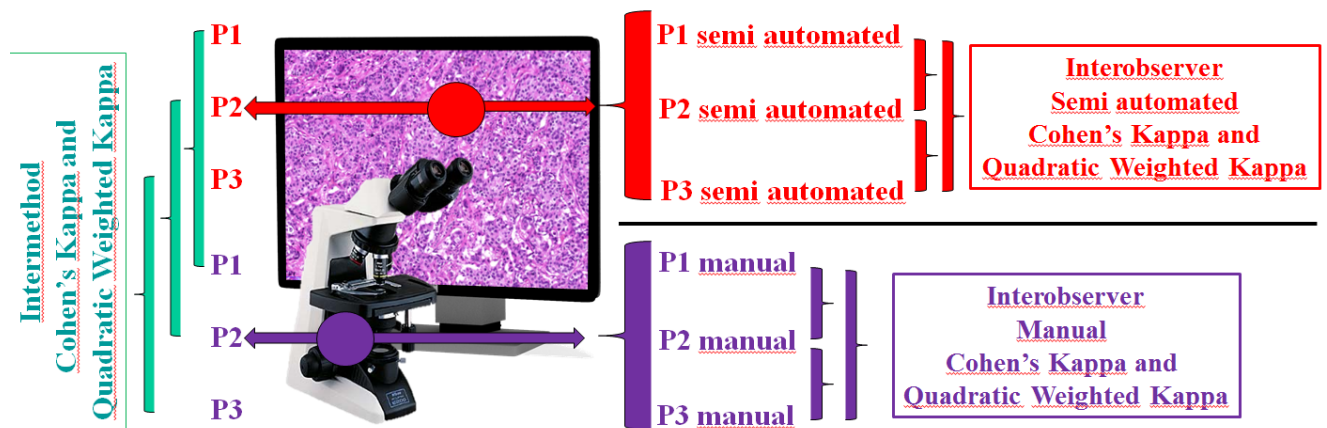 Intermethod
Cohen's Kappa and
Quadratic Weighted Kappa
P1
P2
P3
P1
P2
P3
P1 semi automated
P2 semi automated
P3 semi automated
Interobserver
Semi automated
Cohen's Kappa and
Quadratic Weighted Kappa
P1 manual
P2 manual
P3 manual
Interobserver
Manual
Cohen's Kappa and
Quadratic Weighted Kappa